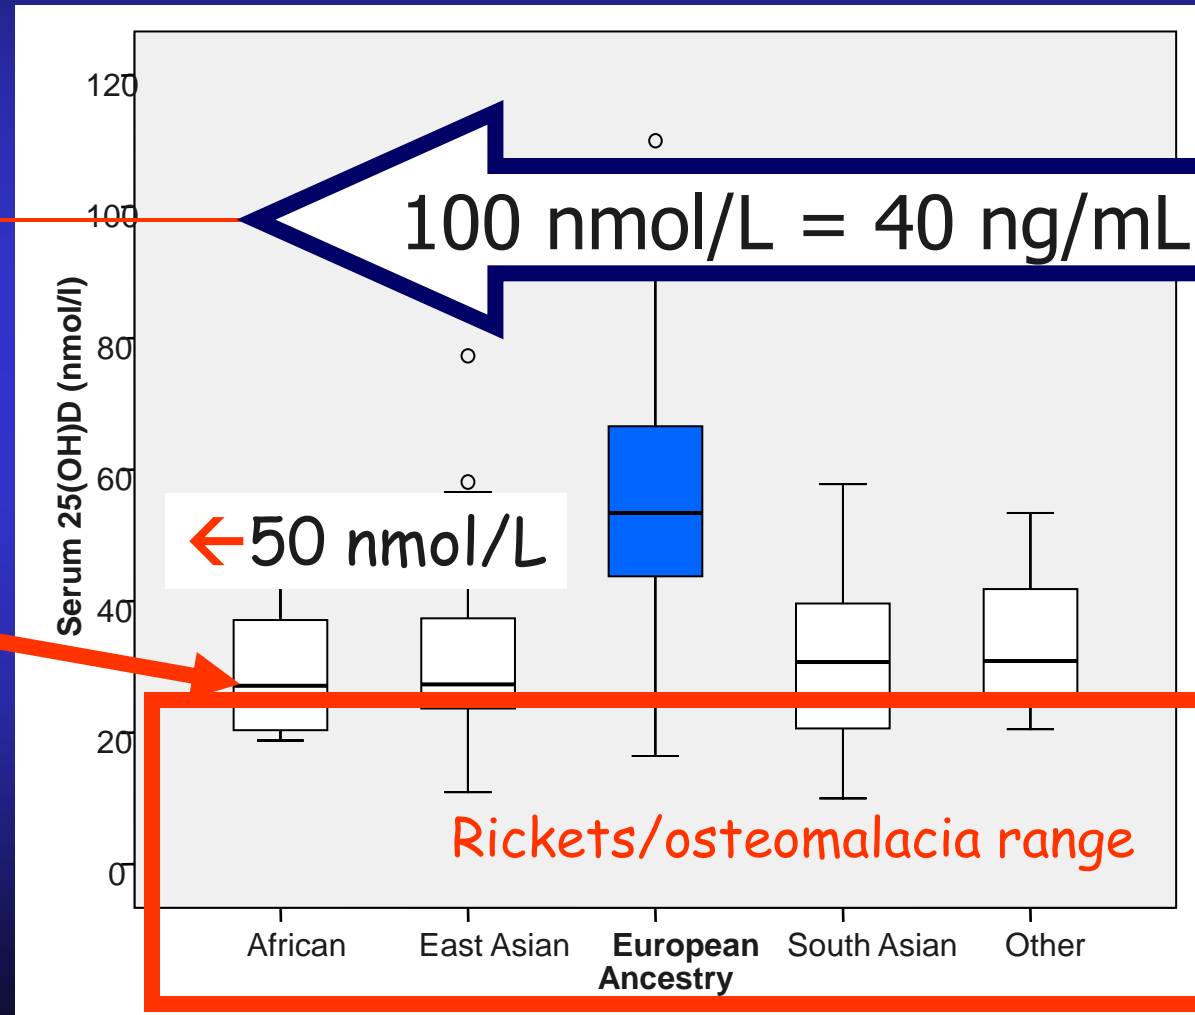 120
100
100 nmol/L = 40 ng/mL
80
60
Serum 25(OH)D (nmol/l)
←50 nmol/L
40
20
Rickets/osteomalacia range
0
African East Asian European South Asian Other
Ancestry